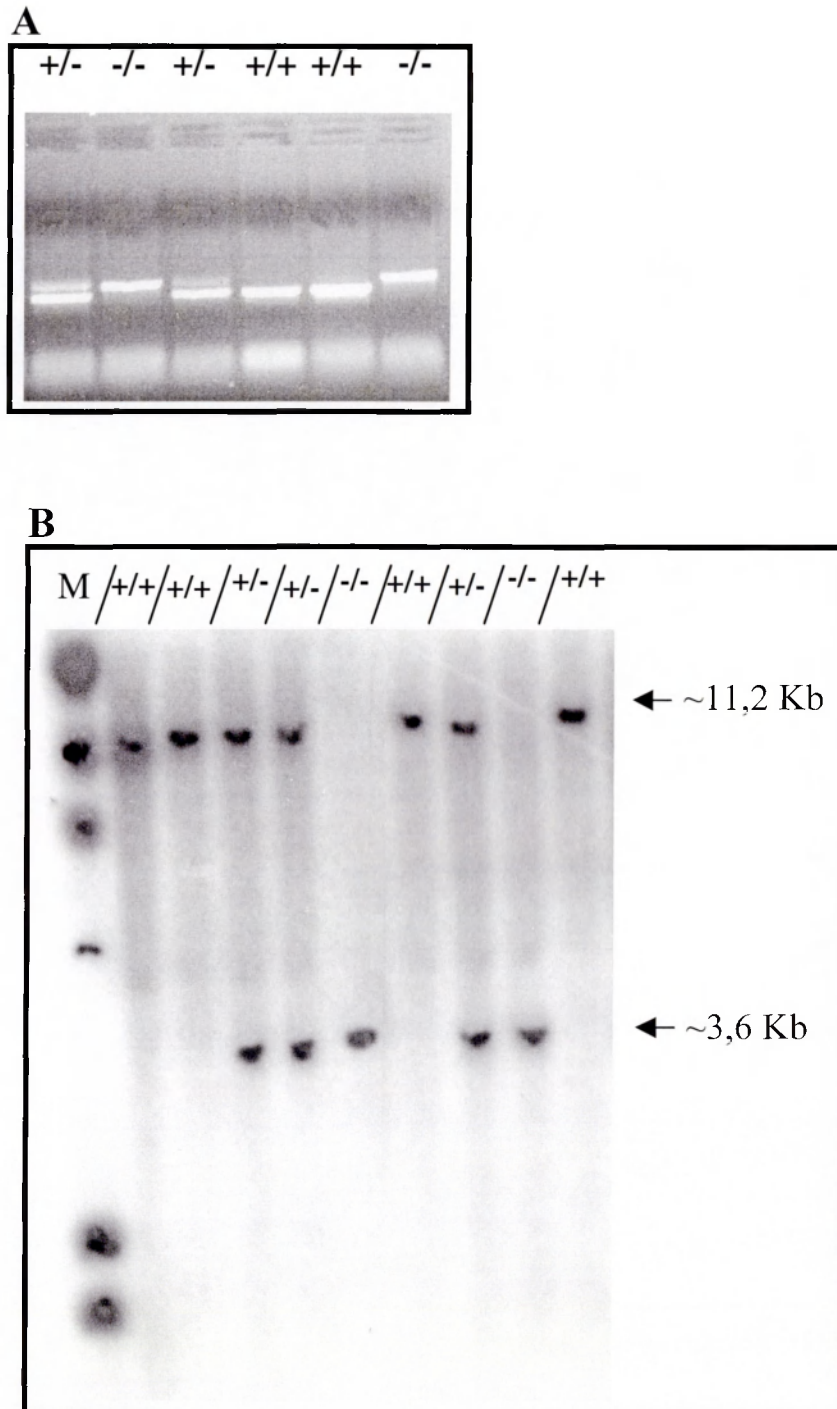 A
+/- -/- +/- +/+ +/+ -/-
B
M /+/+ /+/+ /+/- /+/- /-/- /+/+ /+/- /-/- /+/+
~11,2 Kb
~3,6 Kb